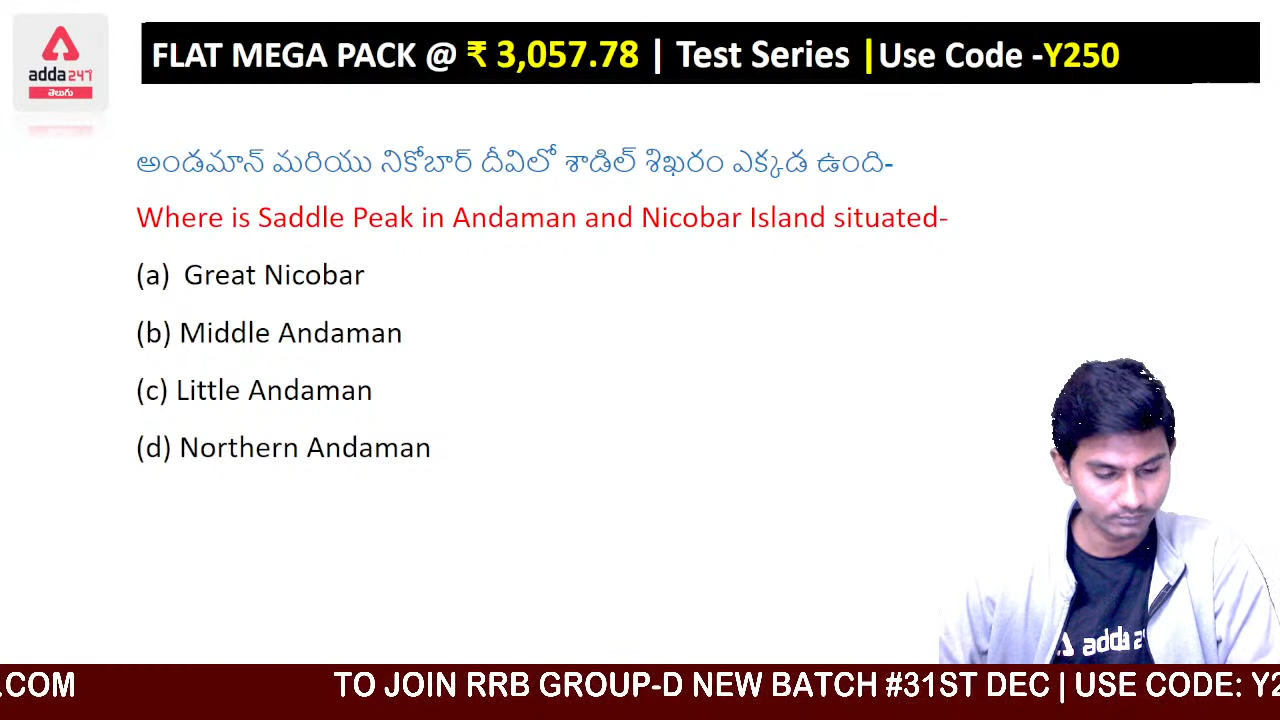 adda247
తెలుగు
FLAT MEGA PACK @ ₹ 3,057.78 | Test Series |Use Code -Y250
అండమాన్ మరియు నికోబార్ దీవిలో శాడిల్ శిఖరం ఎక్కడ ఉంది-
Where is Saddle Peak in Andaman and Nicobar Island situated-
(a) Great Nicobar
(b) Middle Andaman
(c) Little Andaman
(d) Northern Andaman
adda 2
.COM TO JOIN RRB GROUP-D NEW BATCH #31ST DEC | USE CODE: Y2